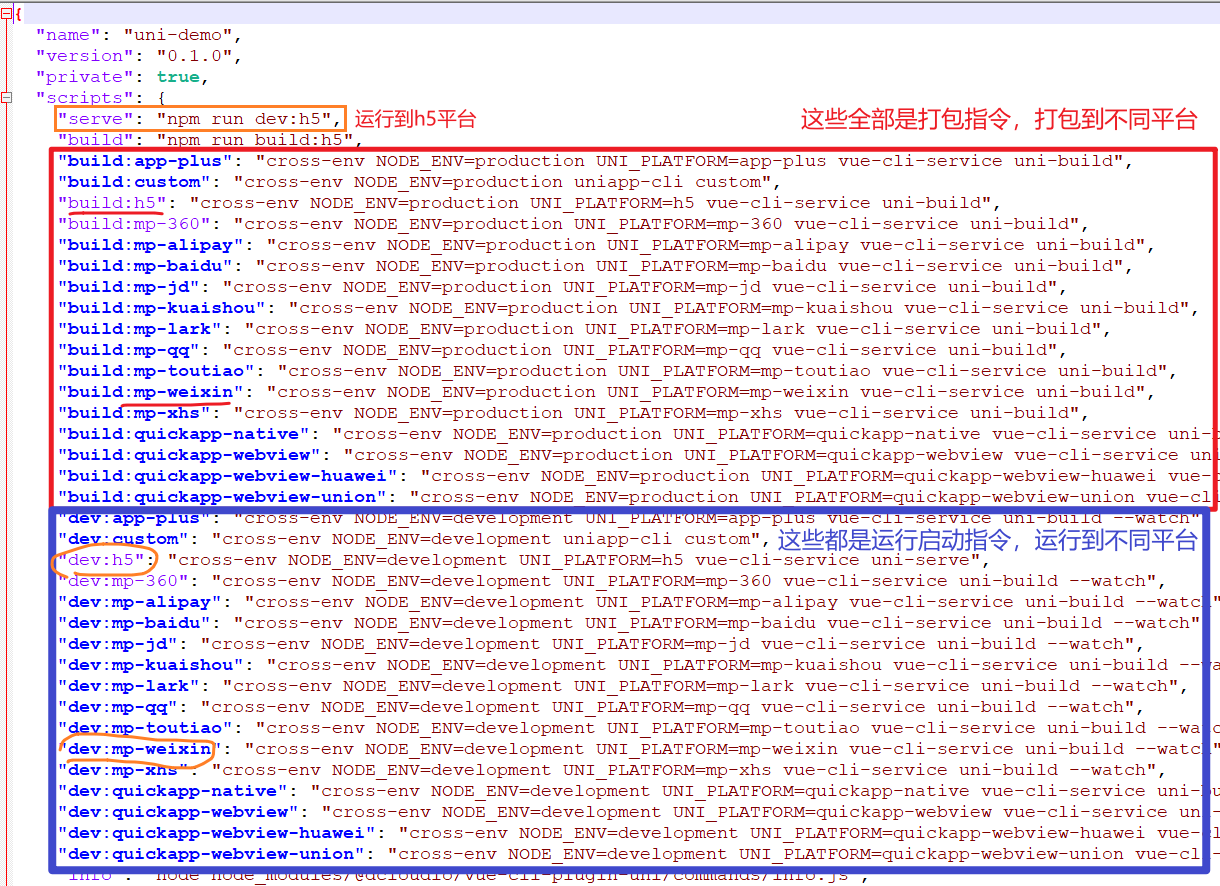 {
"name": "uni-demo",
"version": "0.1.0",
"private": true,
"scripts": {
"serve": "npm run dev:h5", 运行到h5平台 这些全部是打包指令，打包到不同平台
"build": "npm run build:h5",
"build:app-plus": "cross-env NODE_ENV=production UNI_PLATFORM=app-plus vue-cli-service uni-build",
"build:custom": "cross-env NODE_ENV=production uniapp-cli custom",
"build:h5": "cross-env NODE_ENV=production UNI_PLATFORM=h5 vue-cli-service uni-build",
"build:mp-360": "cross-env NODE_ENV=production UNI_PLATFORM=mp-360 vue-cli-service uni-build",
"build:mp-alipay": "cross-env NODE_ENV=production UNI_PLATFORM=mp-alipay vue-cli-service uni-build",
"build:mp-baidu": "cross-env NODE_ENV=production UNI_PLATFORM=mp-baidu vue-cli-service uni-build",
"build:mp-jd": "cross-env NODE_ENV=production UNI_PLATFORM=mp-jd vue-cli-service uni-build",
"build:mp-kuaishou": "cross-env NODE_ENV=production UNI_PLATFORM=mp-kuaishou vue-cli-service uni-build",
"build:mp-lark": "cross-env NODE_ENV=production UNI_PLATFORM=mp-lark vue-cli-service uni-build",
"build:mp-qq": "cross-env NODE_ENV=production UNI_PLATFORM=mp-qq vue-cli-service uni-build",
"build:mp-toutiao": "cross-env NODE_ENV=production UNI_PLATFORM=mp-toutiao vue-cli-service uni-build",
"build:mp-weixin": "cross-env NODE_ENV=production UNI_PLATFORM=mp-weixin vue-cli-service uni-build",
"build:mp-xhs": "cross-env NODE_ENV=production UNI_PLATFORM=mp-xhs vue-cli-service uni-build",
"build:quickapp-native": "cross-env NODE_ENV=production UNI_PLATFORM=quickapp-native vue-cli-service uni-b
"build:quickapp-webview": "cross-env NODE_ENV=production UNI_PLATFORM=quickapp-webview vue-cli-service uni
"build:quickapp-webview-huawei": "cross-env NODE_ENV=production UNI_PLATFORM=quickapp-webview-huawei vue-
"build:quickapp-webview-union": "cross-env NODE_ENV=production UNI_PLATFORM=quickapp-webview-union vue-cl
"dev:app-plus": "cross-env NODE_ENV=development UNI_PLATFORM=app-plus vue-cli-service uni-build --watch"
"dev:custom": "cross-env NODE_ENV=development uniapp-cli custom", 这些都是运行启动指令，运行到不同平台
"dev:h5": "cross-env NODE_ENV=development UNI_PLATFORM=h5 vue-cli-service uni-serve",
"dev:mp-360": "cross-env NODE_ENV=development UNI_PLATFORM=mp-360 vue-cli-service uni-build --watch",
"dev:mp-alipay": "cross-env NODE_ENV=development UNI_PLATFORM=mp-alipay vue-cli-service uni-build --watch"
"dev:mp-baidu": "cross-env NODE_ENV=development UNI_PLATFORM=mp-baidu vue-cli-service uni-build --watch"
"dev:mp-jd": "cross-env NODE_ENV=development UNI_PLATFORM=mp-jd vue-cli-service uni-build --watch",
"dev:mp-kuaishou": "cross-env NODE_ENV=development UNI_PLATFORM=mp-kuaishou vue-cli-service uni-build --wa
"dev:mp-lark": "cross-env NODE_ENV=development UNI_PLATFORM=mp-lark vue-cli-service uni-build --watch",
"dev:mp-qq": "cross-env NODE_ENV=development UNI_PLATFORM=mp-qq vue-cli-service uni-build --watch",
"dev:mp-toutiao": "cross-env NODE_ENV=development UNI_PLATFORM=mp-toutiao vue-cli-service uni-build --watc
"dev:mp-weixin": "cross-env NODE_ENV=development UNI_PLATFORM=mp-weixin vue-cli-service uni-build --watch"
"dev:mp-xhs": "cross-env NODE_ENV=development UNI_PLATFORM=mp-xhs vue-cli-service uni-build --watch",
"dev:quickapp-native": "cross-env NODE_ENV=development UNI_PLATFORM=quickapp-native vue-cli-service uni-bu
"dev:quickapp-webview": "cross-env NODE_ENV=development UNI_PLATFORM=quickapp-webview vue-cli-service uni-
"dev:quickapp-webview-huawei": "cross-env NODE_ENV=development UNI_PLATFORM=quickapp-webview-huawei vue-c
"dev:quickapp-webview-union": "cross-env NODE_ENV=development UNI_PLATFORM=quickapp-webview-union vue-cli
"info": "node node_modules/@dcloudio/vue-cli-plugin-uni/commands/info.js",